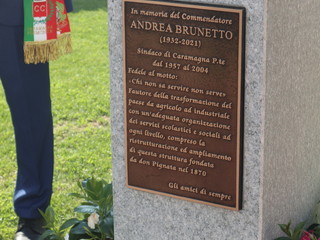 In memoria del Commendatore
ANDREA BRUNETTO
(1932-2021)
Sindaco di Caramagna P.te
dal 1957 al 2004
Fedele al motto:
«Chi non sa servire non serve»
Fautore della trasformazione del
paese da agricolo ad industriale
con un'adeguata organizzazione
dei servizi scolastici e sociali ad
ogni livello, compreso la
ristrutturazione ed ampliamento
di questa struttura fondata
da don Pignata nel 1870
Gli amici di sempre
CC